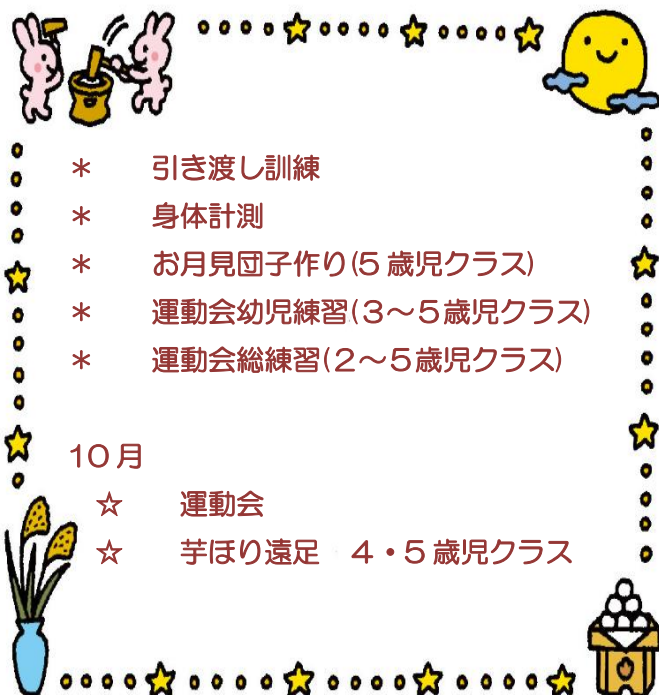 ＊　引き渡し訓練
＊　身体計測
＊　お月見団子作り(5歳児クラス)
＊　運動会幼児練習(3～5歳児クラス)
＊　運動会総練習(2～5歳児クラス)
10月
☆　運動会
☆　芋ほり遠足　4・5歳児クラス